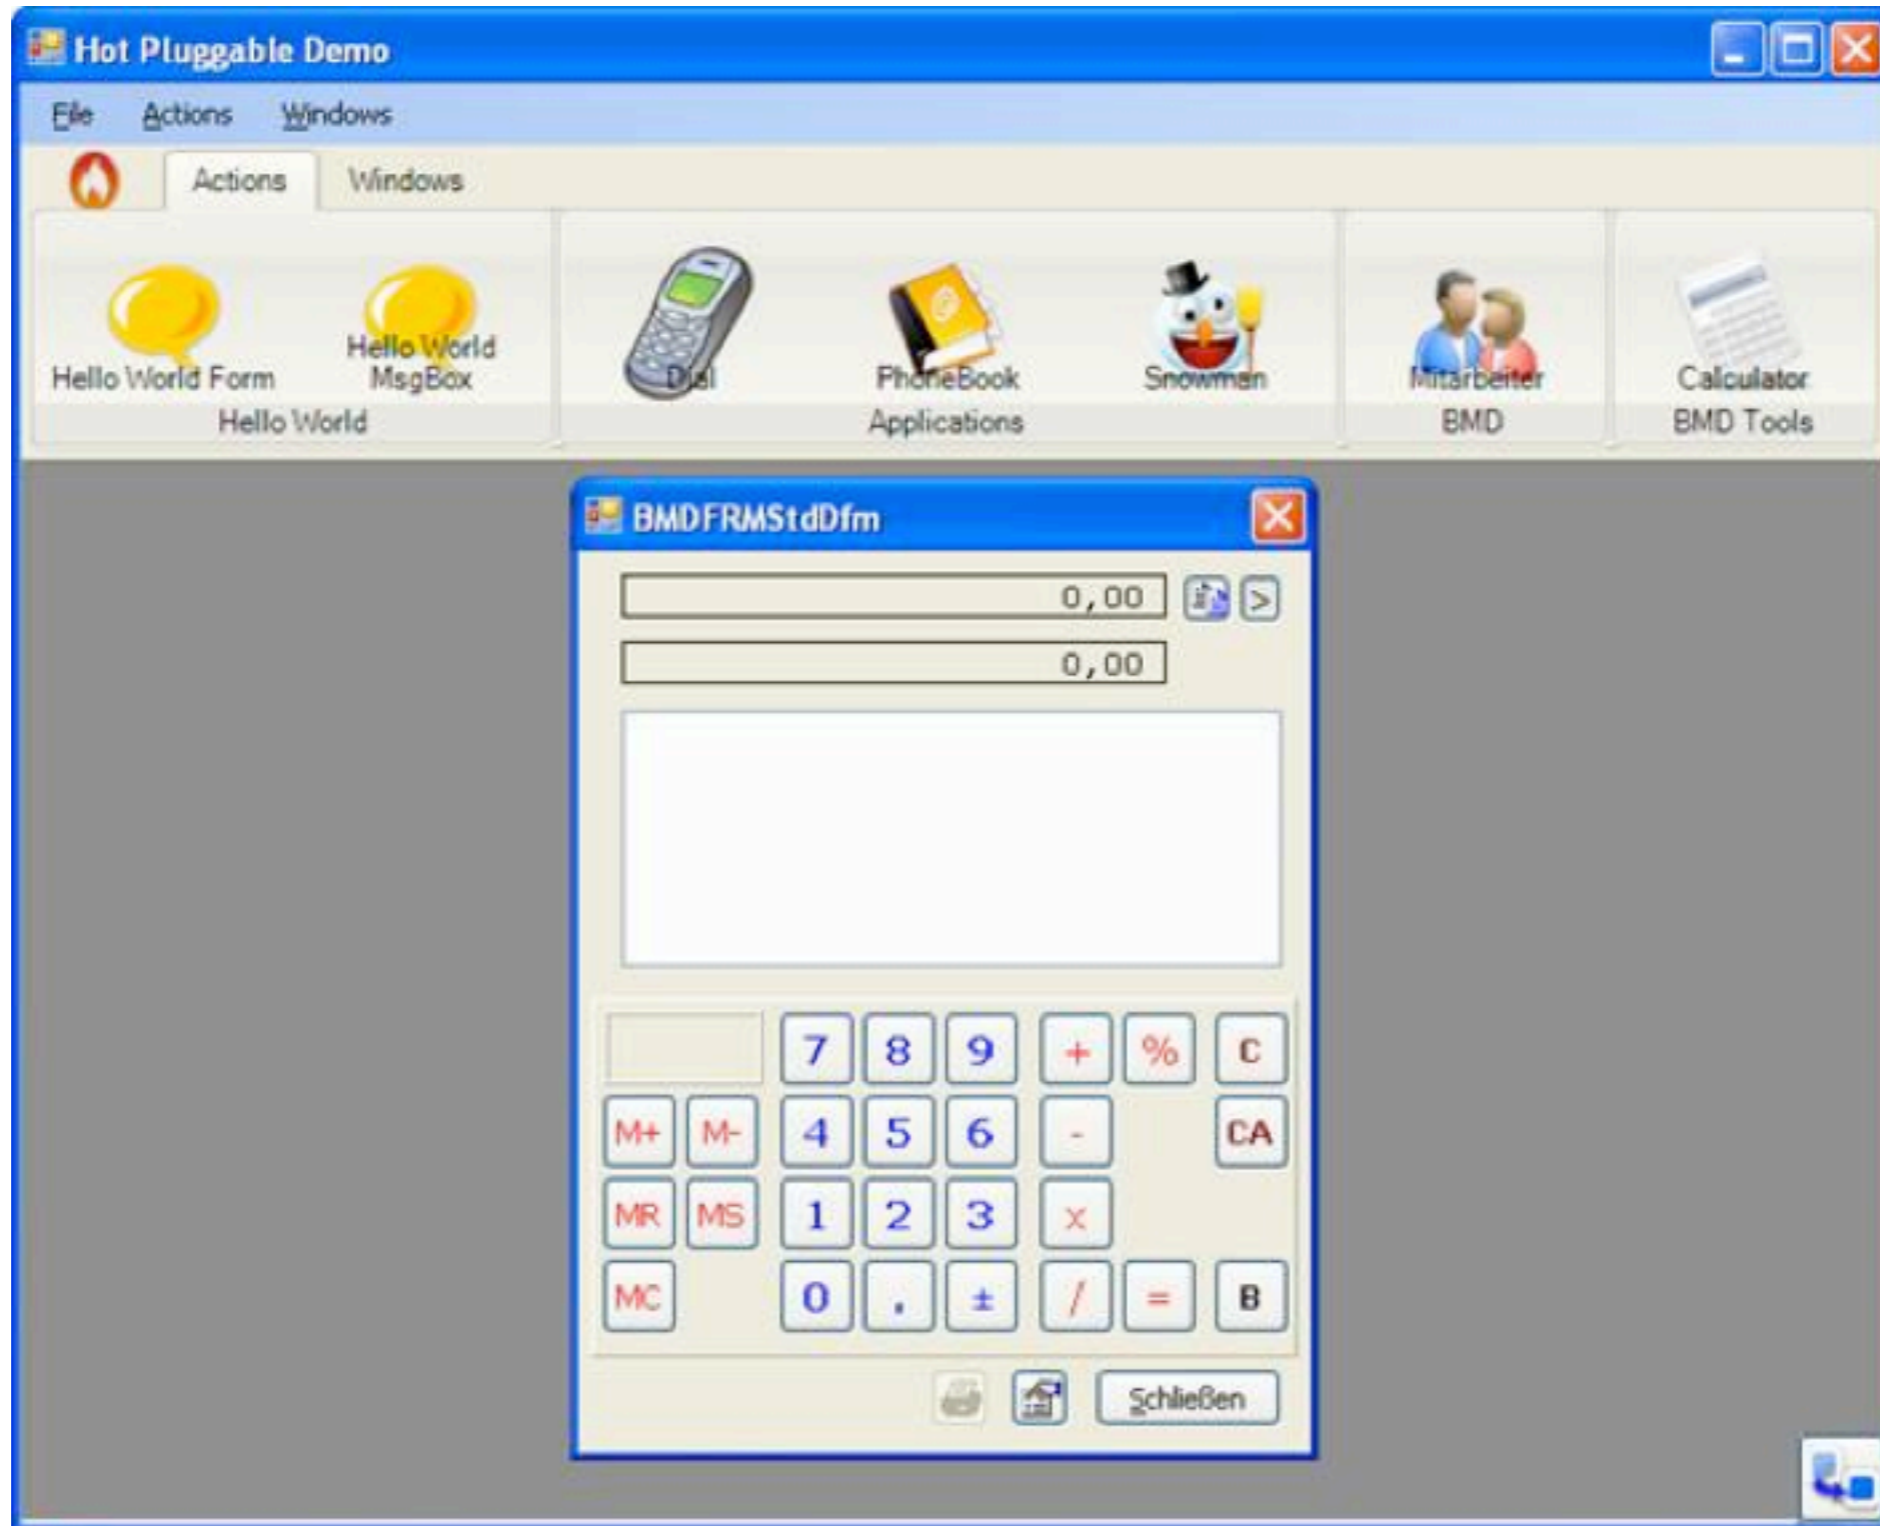 Hot Pluggable Demo
File Actions Windows
Actions Windows
Hello World Form
Hello World
MsgBox
Dial
PhoneBook
Snowman
Mitarbeiter
Calculator
Hello World
Applications
BMD
BMD Tools
BMDFRMStdDfm
0,00 >
0,00
7 8 9 + % C
M+ M- 4 5 6 - CA
MR MS 1 2 3 x
MC 0 , ± / = B
Schließen